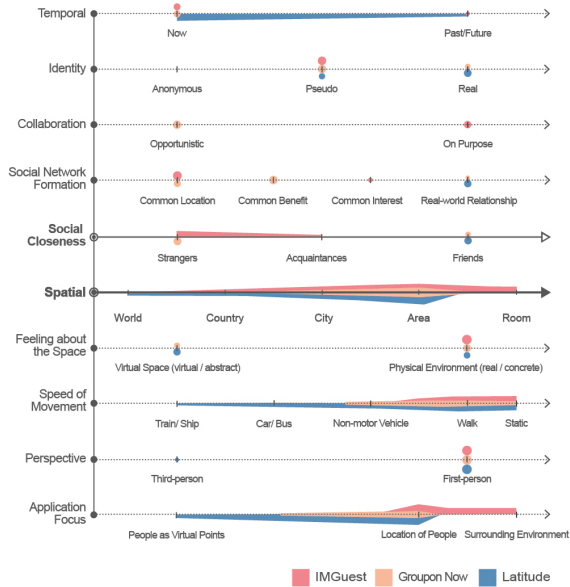 Temporal
Now Past/Future
Identity
Anonymous Pseudo Real
Collaboration
Opportunistic On Purpose
Social Network
Formation
Common Location Common Benefit Common Interest Real-world Relationship
Social
Closeness
Strangers Acquaintances Friends
Spatial
World Country City Area Room
Feeling about
the Space
Virtual Space (virtual / abstract) Physical Environment (real / concrete)
Speed of
Movement
Train/ Ship Car/ Bus Non-motor Vehicle Walk Static
Perspective
Third-person First-person
Application
Focus
People as Virtual Points Location of People Surrounding Environment
IMGuest Groupon Now Latitude